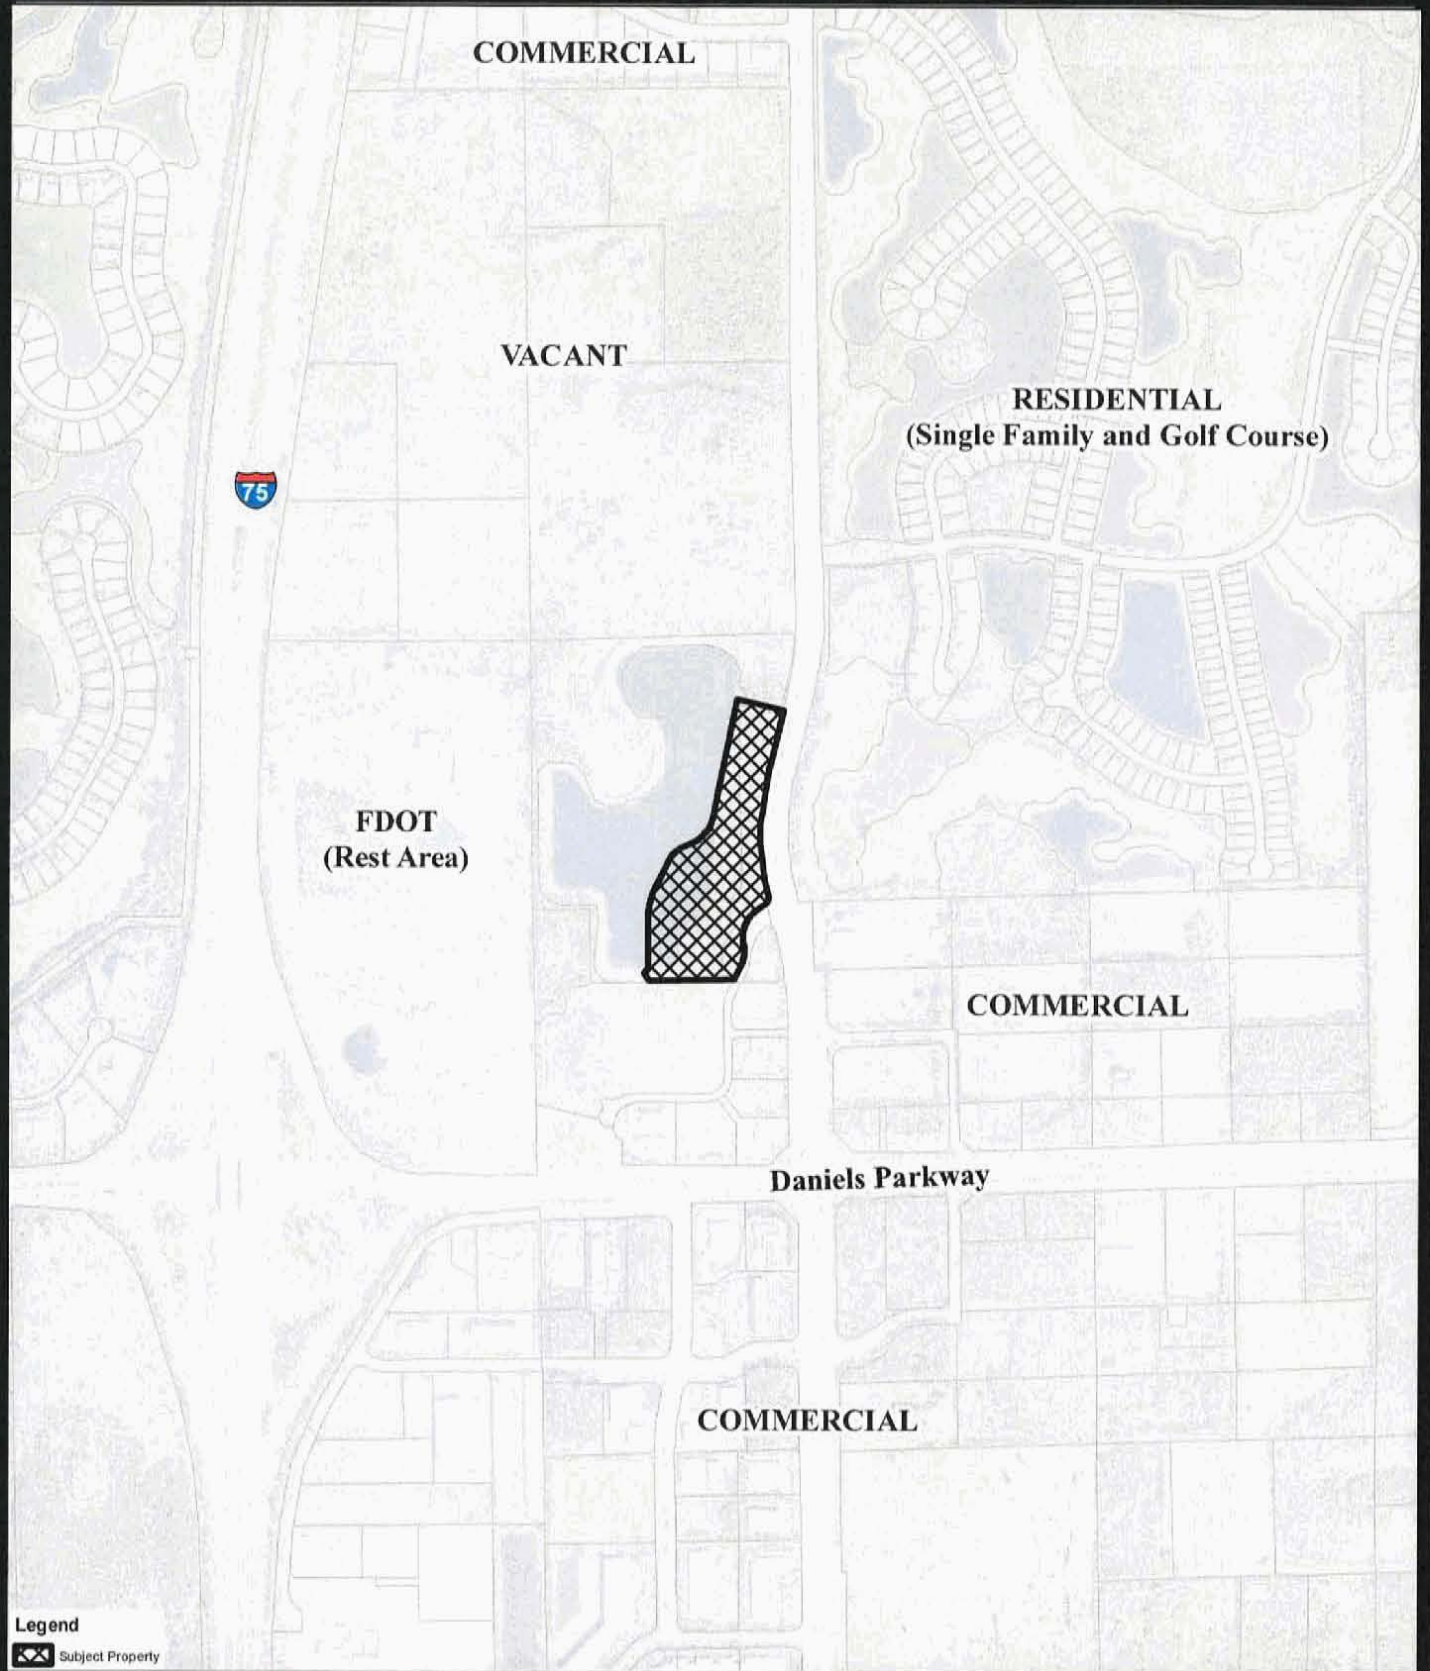 COMMERCIAL
VACANT
RESIDENTIAL
(Single Family and Golf Course)
75
FDOT
(Rest Area)
COMMERCIAL
Daniels Parkway
COMMERCIAL
Legend
Subject Property